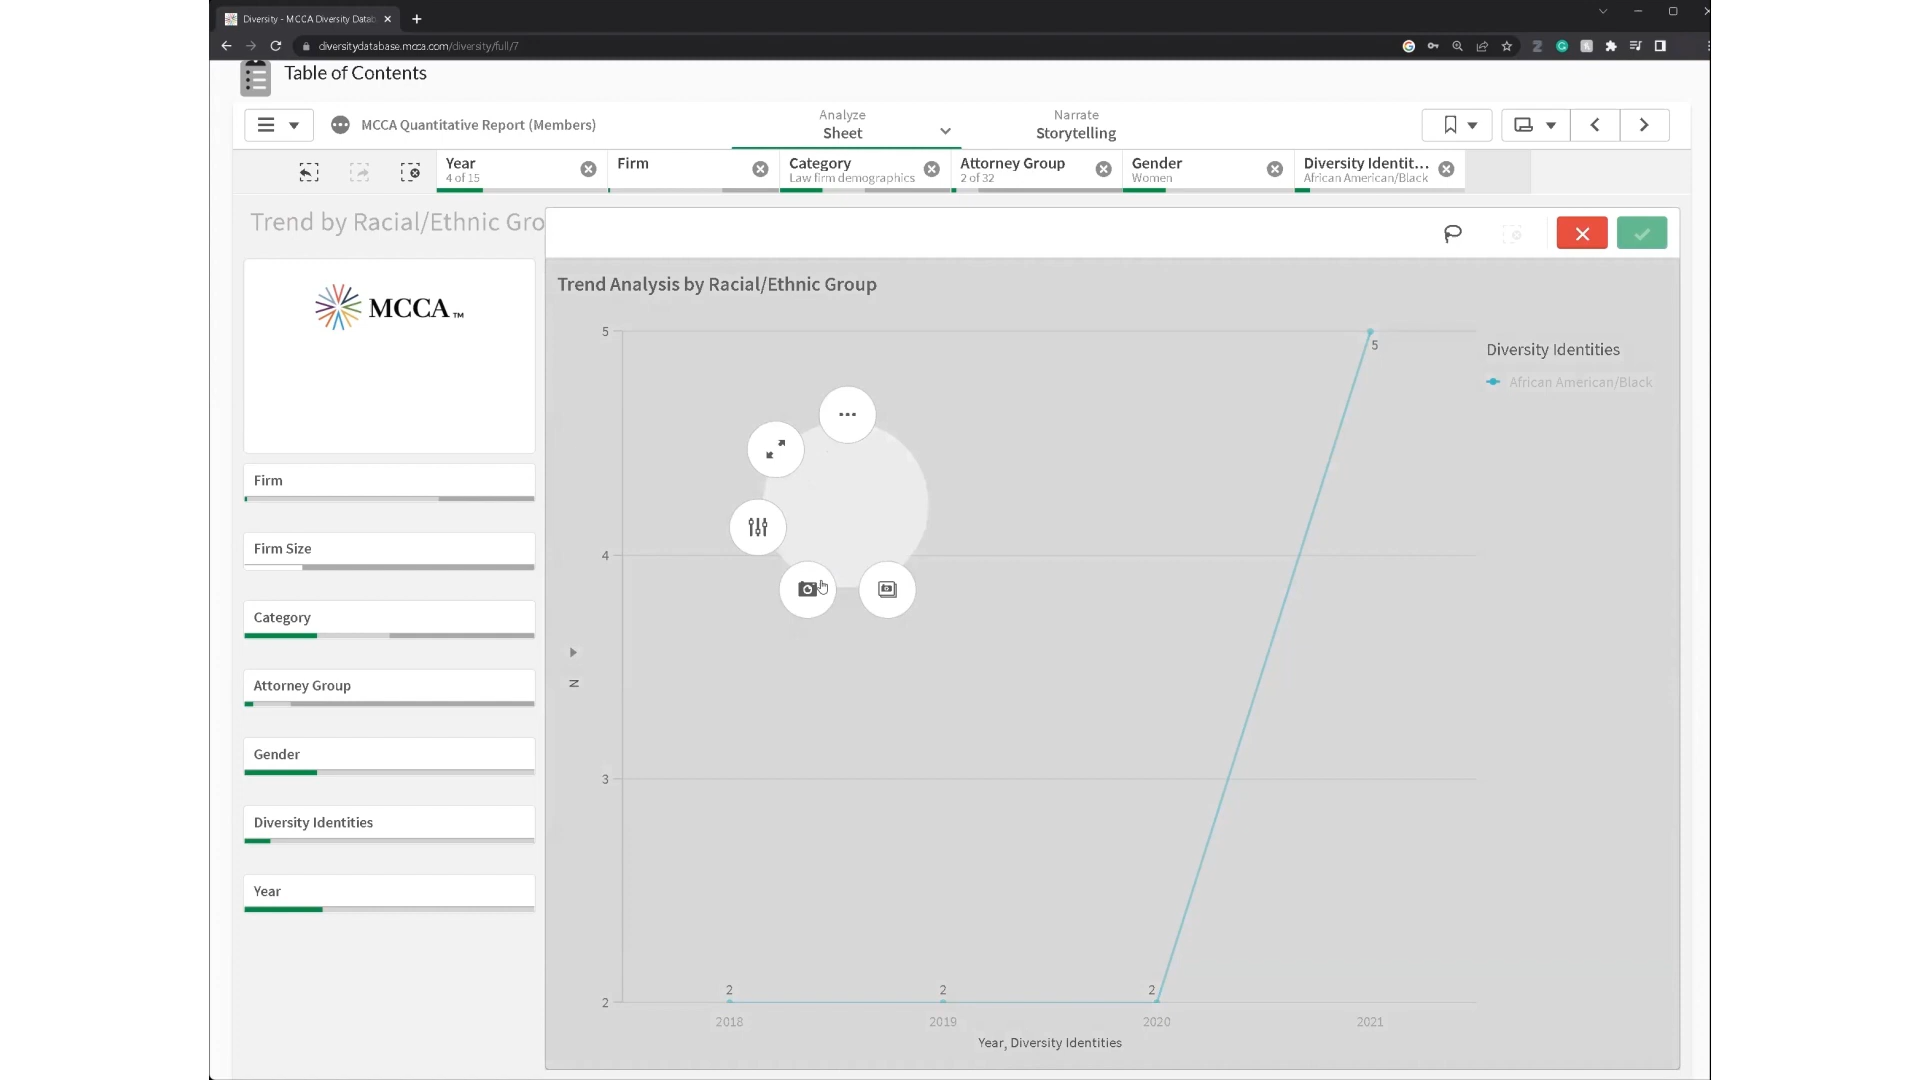 Diversity - MCCA Diversity Datab
diversitydatabase.mcca.com/diversity/full/7
Table of Contents
MCCA Quantitative Report (Members)
Analyze
Sheet
Narrate
Storytelling
Year
4 of 15
Firm
Category
Law firm demographics
Attorney Group
2 of 32
Gender
Women
Diversity Identit...
African American/Black
Trend by Racial/Ethnic Gro
MCCA™
Firm
Firm Size
Category
Attorney Group
Gender
Diversity Identities
Year
Trend Analysis by Racial/Ethnic Group
5
5
4
3
2
2
2
2
N
Diversity Identities
African American/Black
2018
2019
2020
2021
Year, Diversity Identities